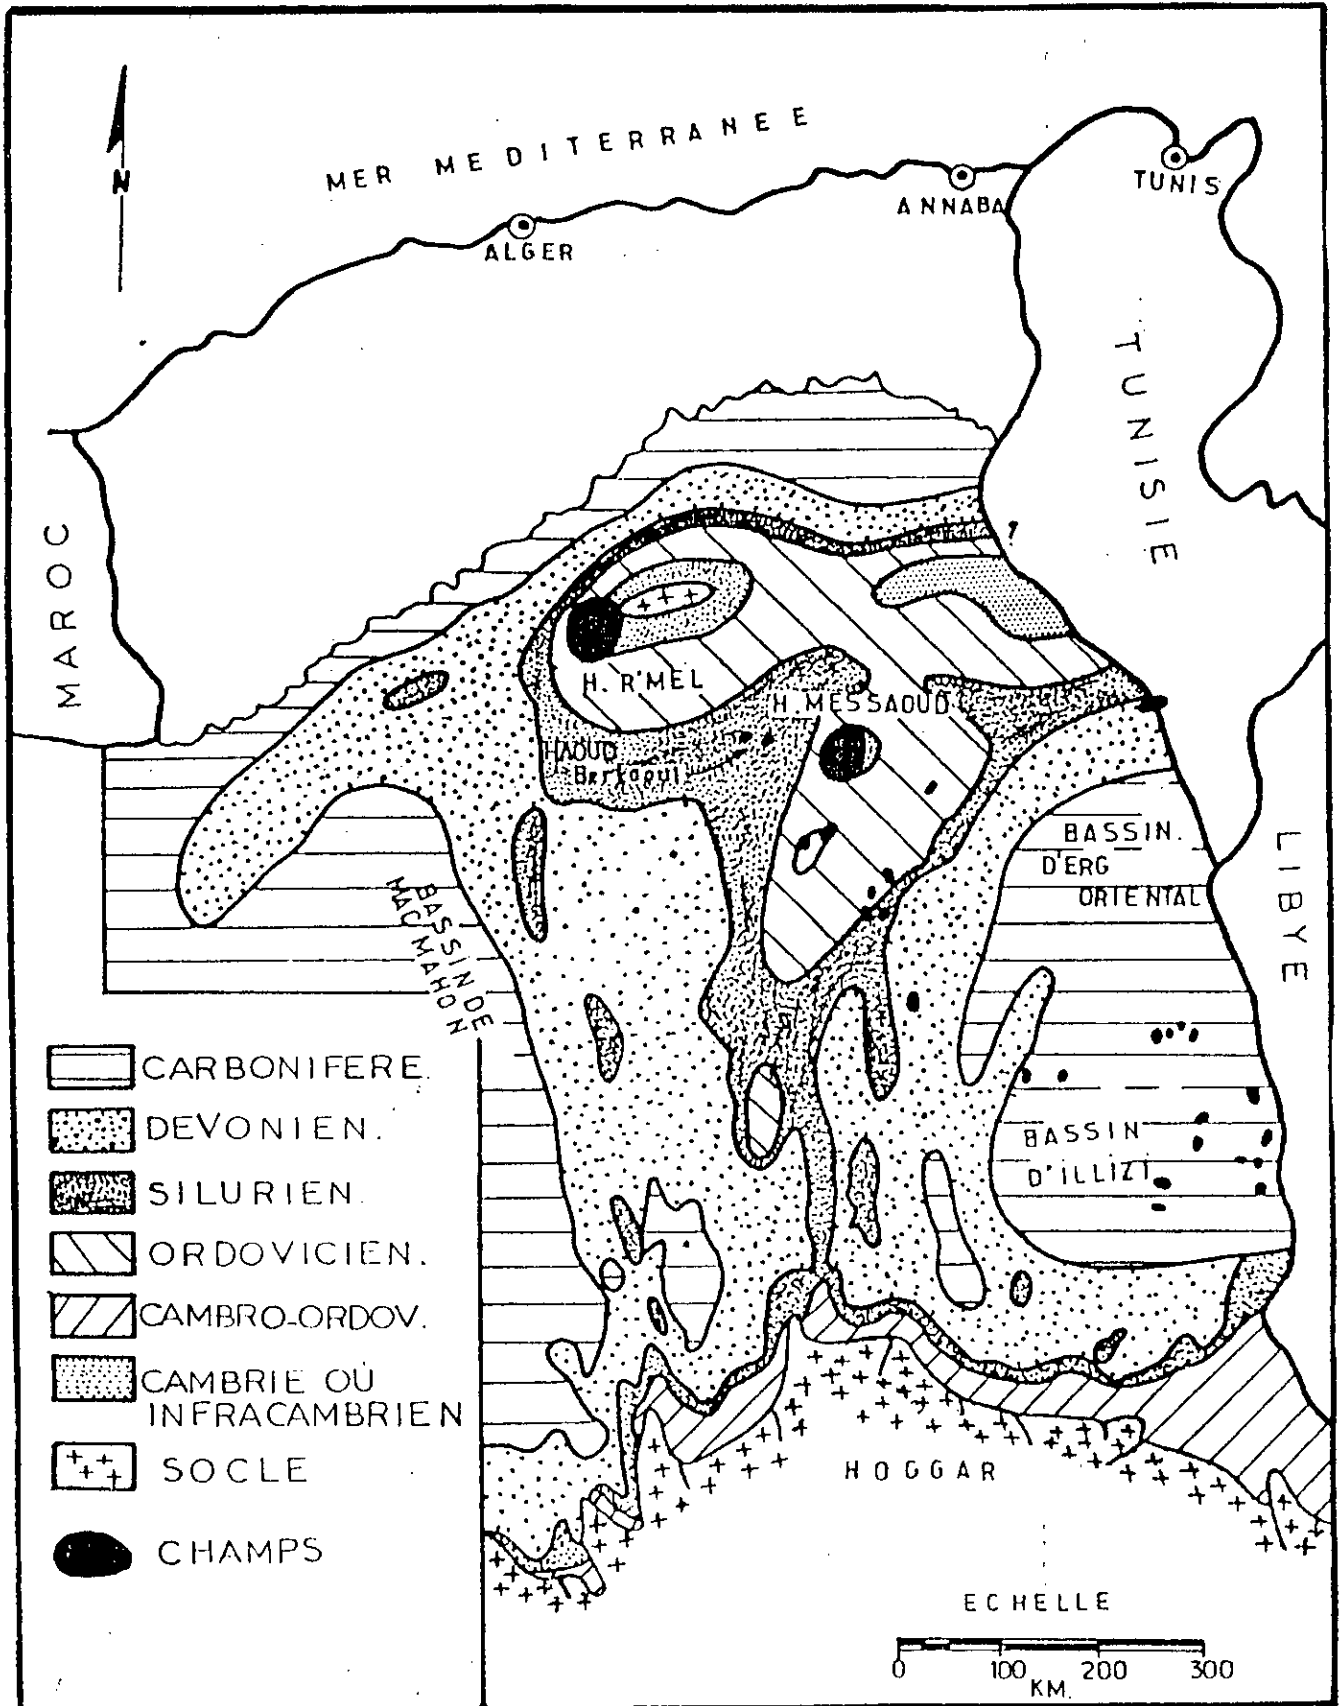 N
MER MEDITERRANEE
ALGER
ANNABA
TUNIS
TUNISIE
MAROC
LIBYE
H. R'MEL
H. MESSAOUD
HAOUD
Berkaoui
BASSIN.
D'ERG
ORIENTAL
BASSIN DE
MAC MAHON
BASSIN
D'ILLIZI
CARBONIFERE.
DEVONIEN.
SILURIEN.
ORDOVICIEN.
CAMBRO-ORDOV.
CAMBRIE OU
INFRACAMBRIEN
SOCLE
CHAMPS
HOGGAR
ECHELLE
0 100 200 300
KM.